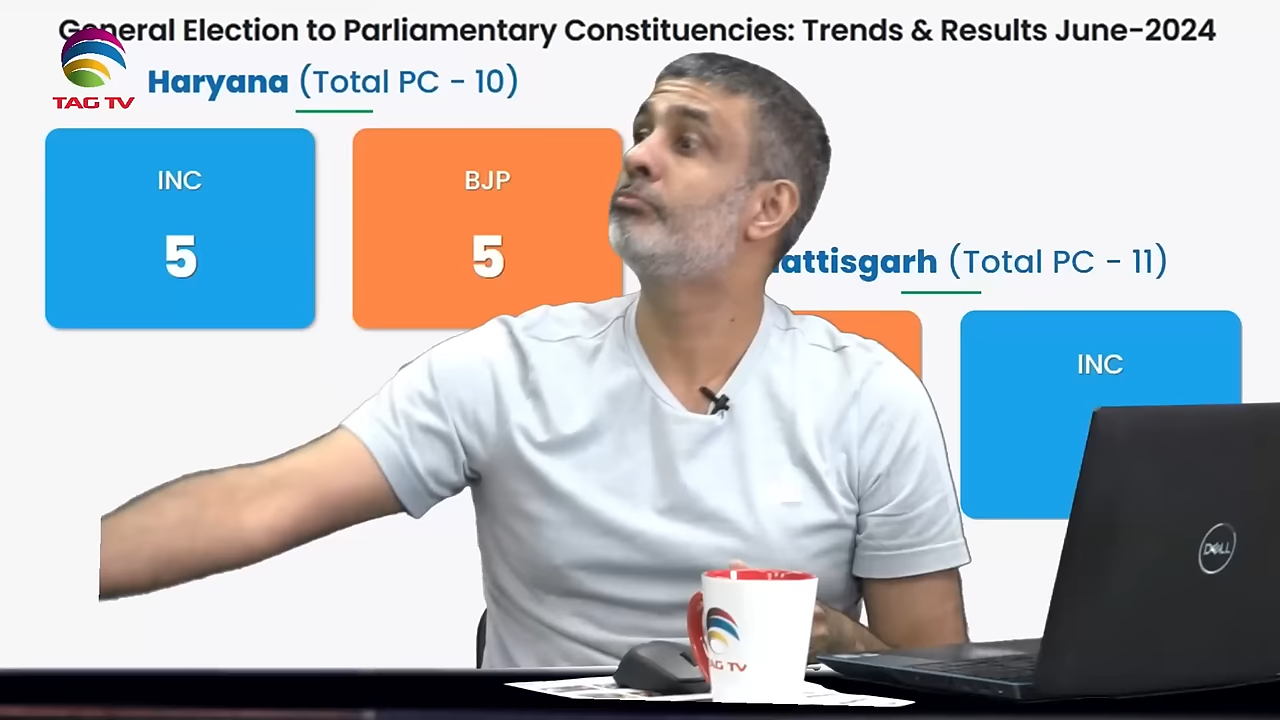 General Election to Parliamentary Constituencies: Trends & Results June-2024
TAG TV
Haryana (Total PC - 10)
INC
5
BJP
5
hattisgarh (Total PC - 11)
INC
DELL
TAG TV